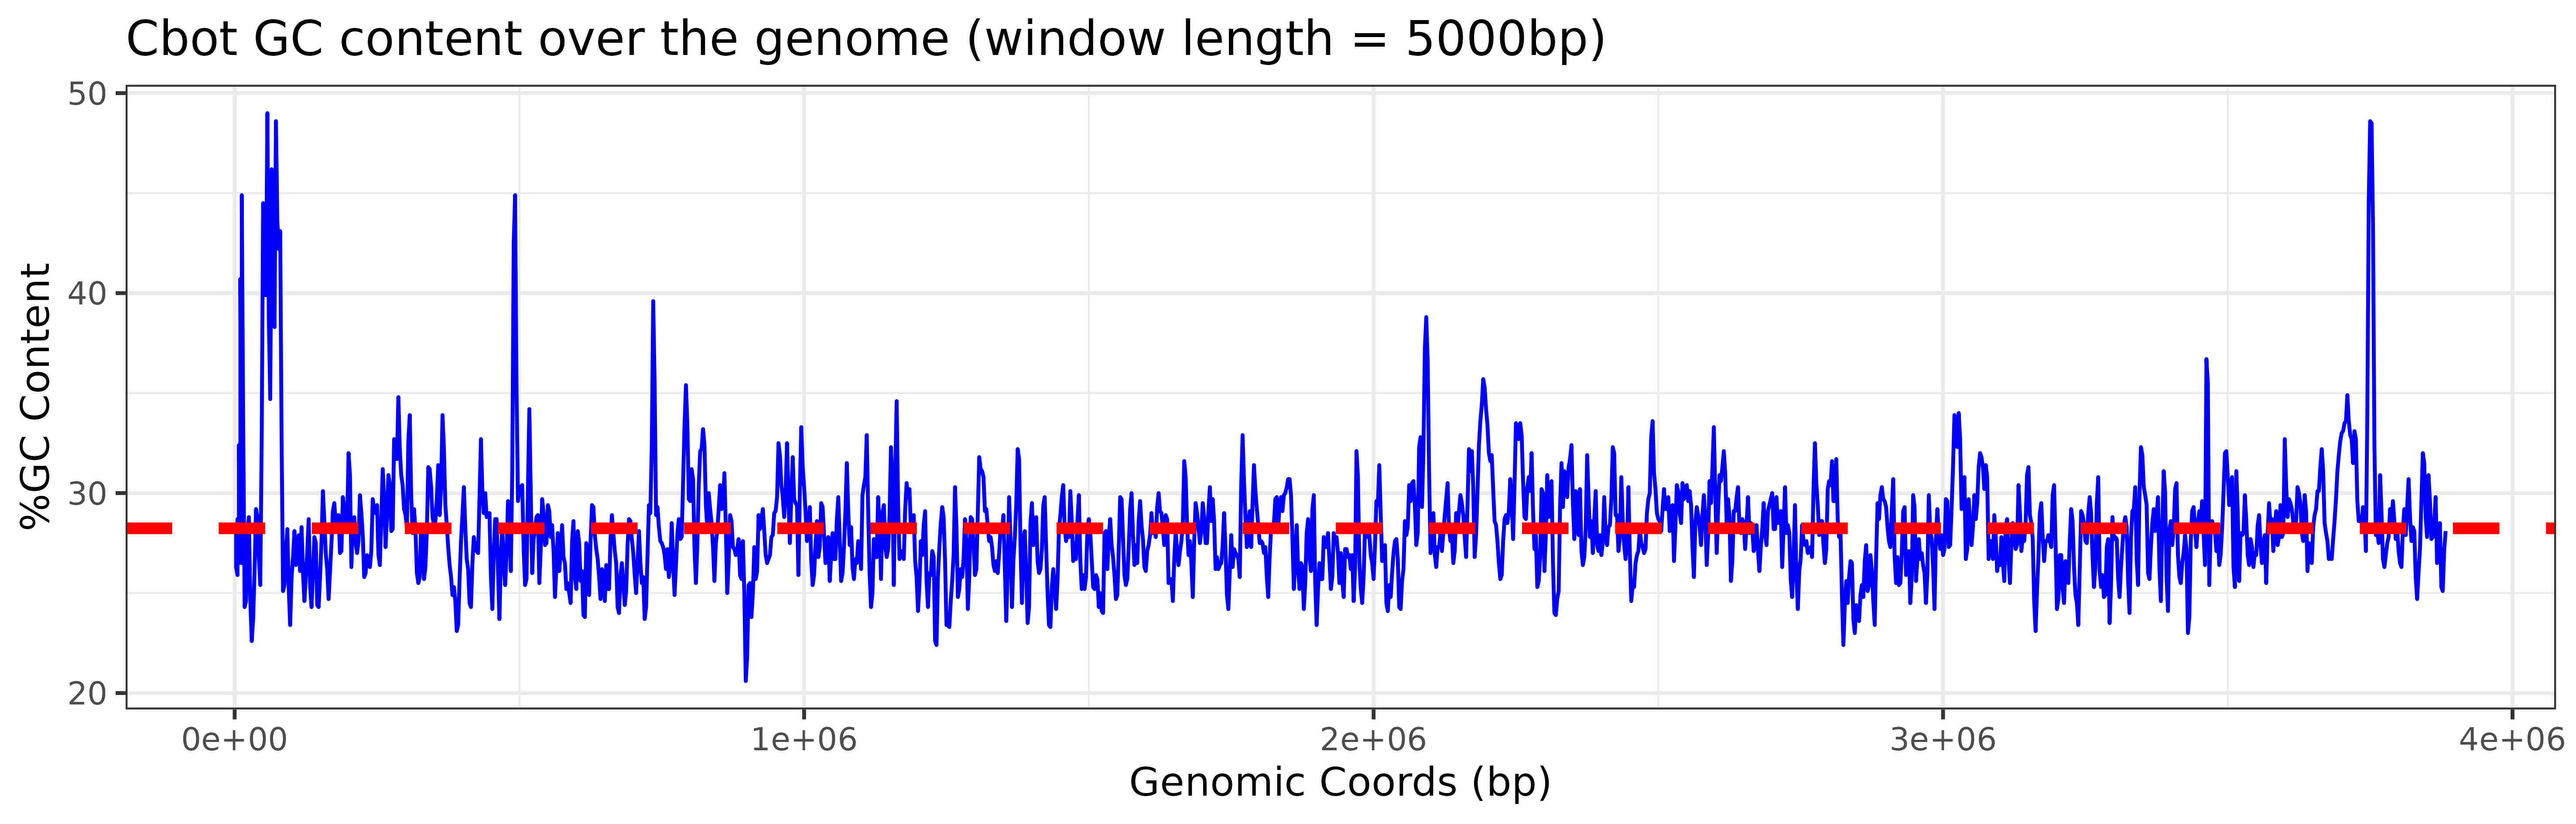 Cbot GC content over the genome (window length = 5000bp)
%GC Content
50
40
30
20
0e+00 1e+06 2e+06 3e+06 4e+06
Genomic Coords (bp)